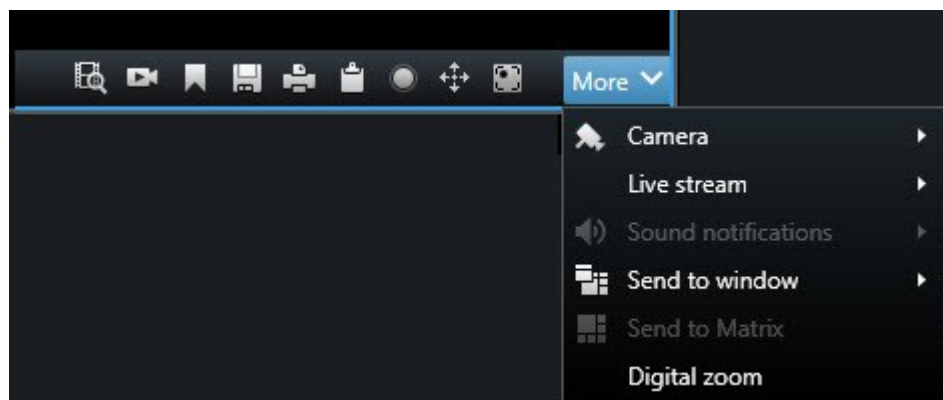 More
Camera
Live stream
Sound notifications
Send to window
Send to Matrix
Digital zoom